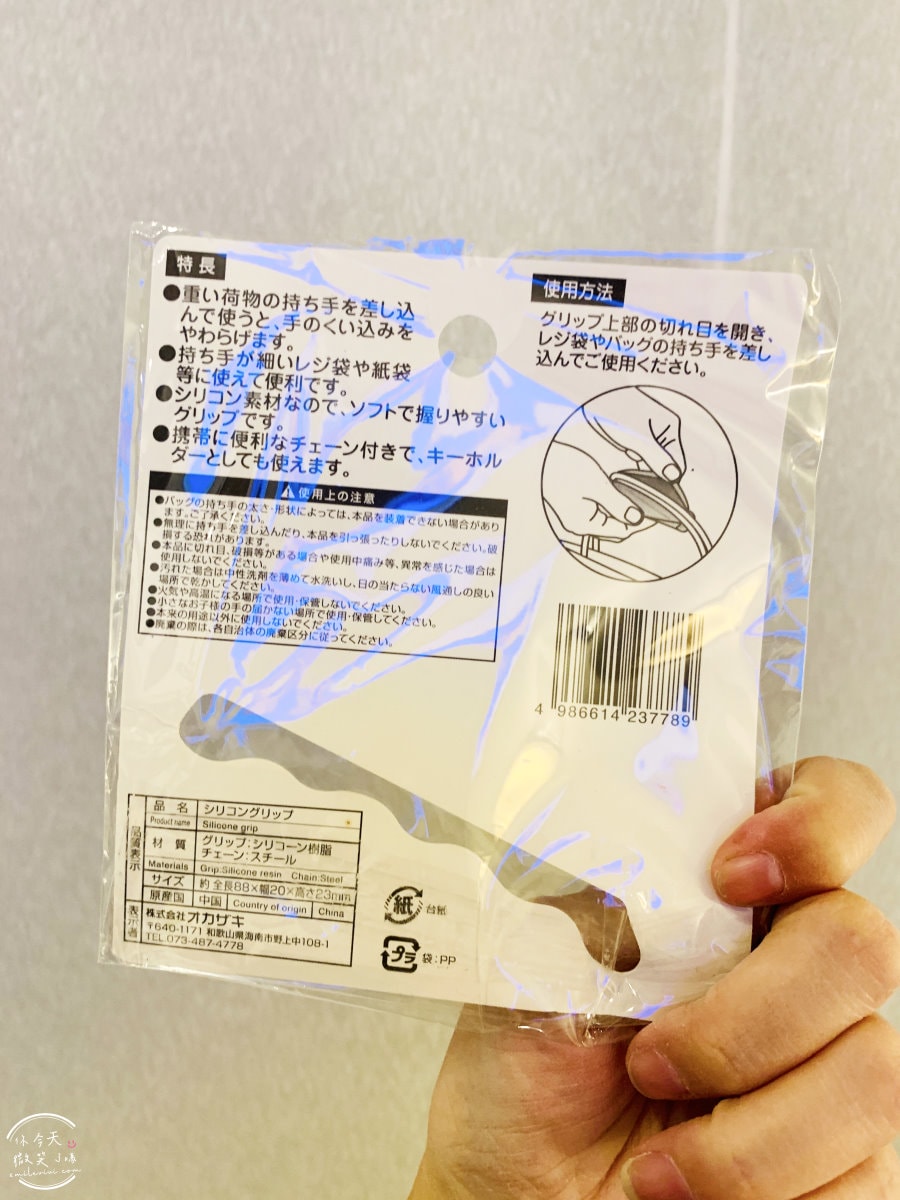 特長
●重い荷物の持ち手を差し込
んで使うと、手のくい込みを
やわらげます。
●持ち手が細いレジ袋や紙袋
等に使えて便利です。
●シリコン素材なので、ソフトで握りやすい
グリップです。
●携帯に便利なチェーン付きで、キーホル
ダーとしても使えます。
使用上の注意
●バッグの持ち手の太さ・形状によっては、本品を装着できない場合があり
ます。ご了承ください。
●無理に持ち手を差し込んだり、本品を引っ張ったりしないでください。破
損する恐れがあります。
●本品に切れ目、破損等がある場合や使用中痛み等、異常を感じた場合は
使用しないでください。
●汚れた場合は中性洗剤を薄めて水洗いし、日の当たらない風通しの良い
場所で乾かしてください。
●火気や高温になる場所で使用・保管しないでください。
●小さなお子様の手の届かない場所で使用・保管してください。
●本来の用途以外に使用しないでください。
●廃棄の際は、各自治体の廃棄区分に従ってください。
使用方法
グリップ上部の切れ目を開き、
レジ袋やバッグの持ち手を差し
込んでご使用ください。
4 986614 237789
品質表示
品名 シリコングリップ
Product name Silicone grip
材質 グリップ:シリコーン樹脂
チェーン:スチール
Materials Grip:Silicone resin Chain:Steel
サイズ 約 全長88×幅20×高さ23mm
原産国 中国 Country of origin China
表示者
株式会社オカザキ
〒640-1171 和歌山県海南市野上中108-1
TEL.073-487-4778
紙 台紙
プラ 袋:PP
你今天
微笑了嗎